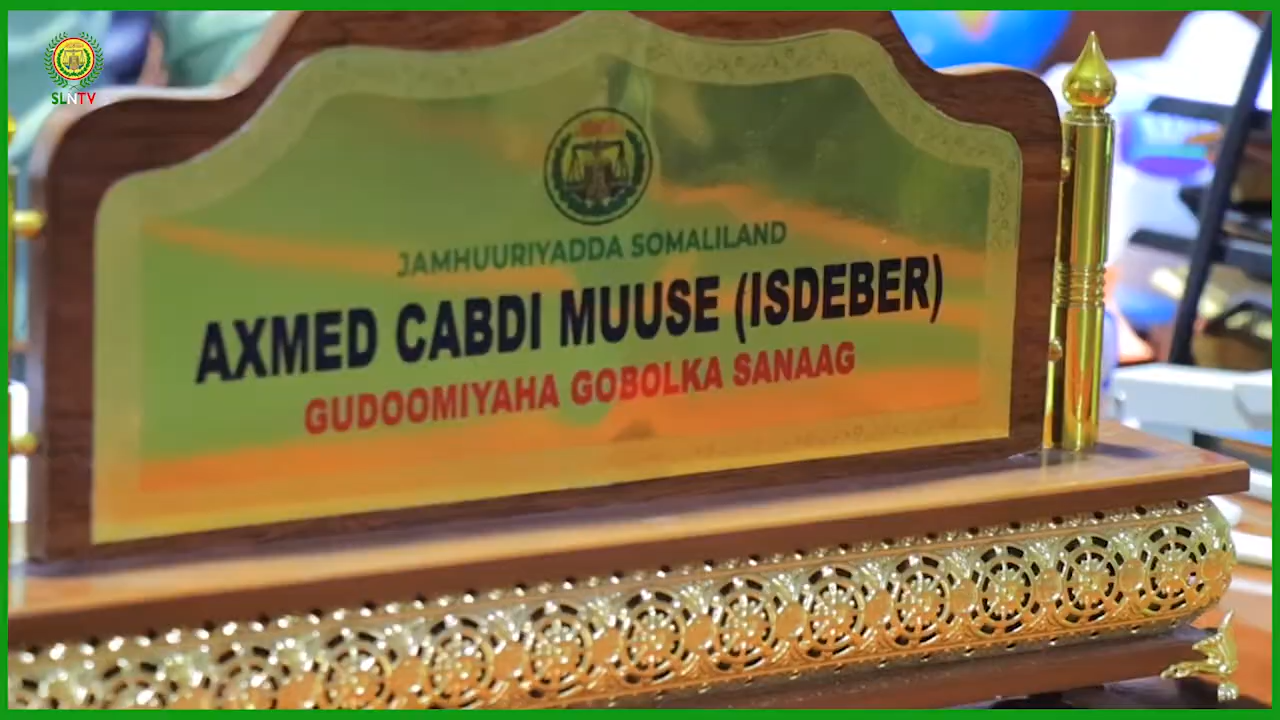 SLNTV
JAMHUURIYADDA SOMALILAND
AXMED CABDI MUUSE (ISDEBER)
GUDOOMIYAHA GOBOLKA SANAAG